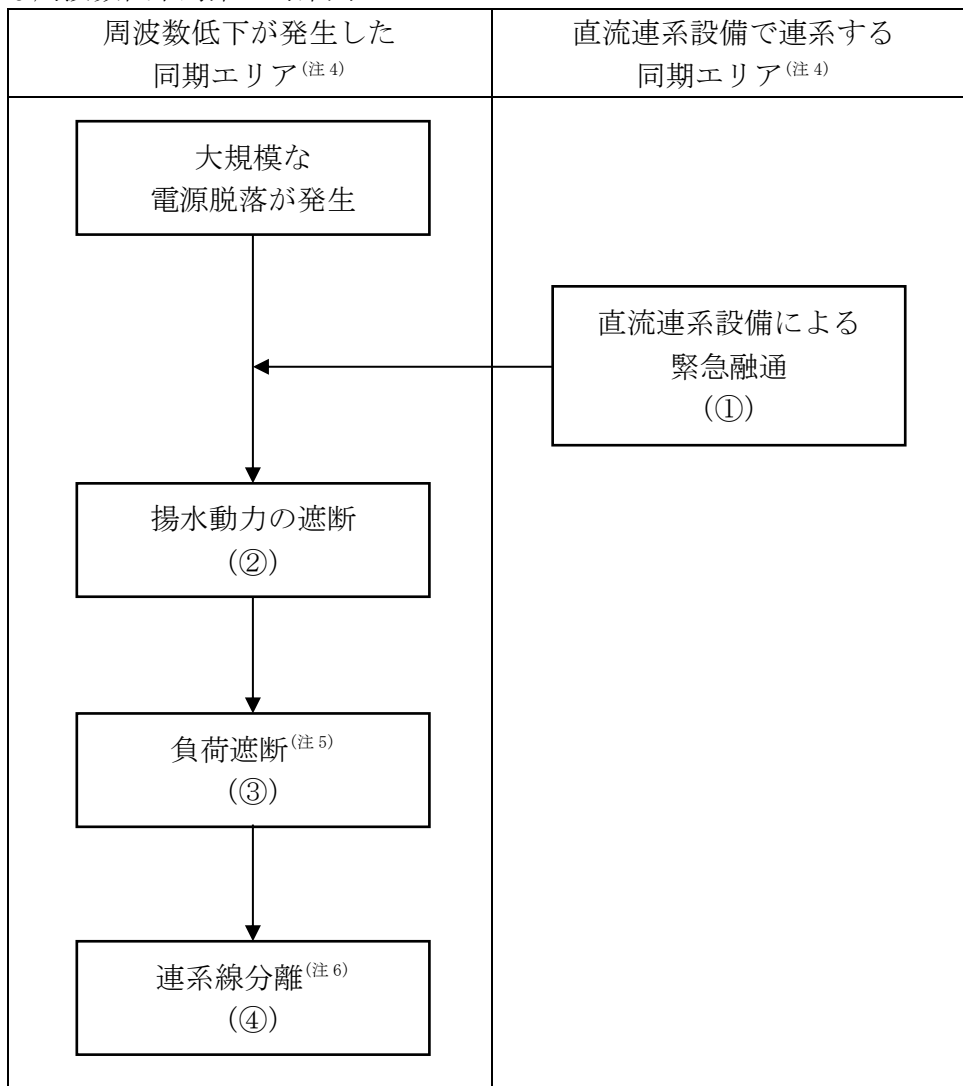 周波数低下が発生した
同期エリア(注4)
直流連系設備で連系する
同期エリア(注4)
大規模な
電源脱落が発生
直流連系設備による
緊急融通
(①)
揚水動力の遮断
(②)
負荷遮断(注5)
(③)
連系線分離(注6)
(④)